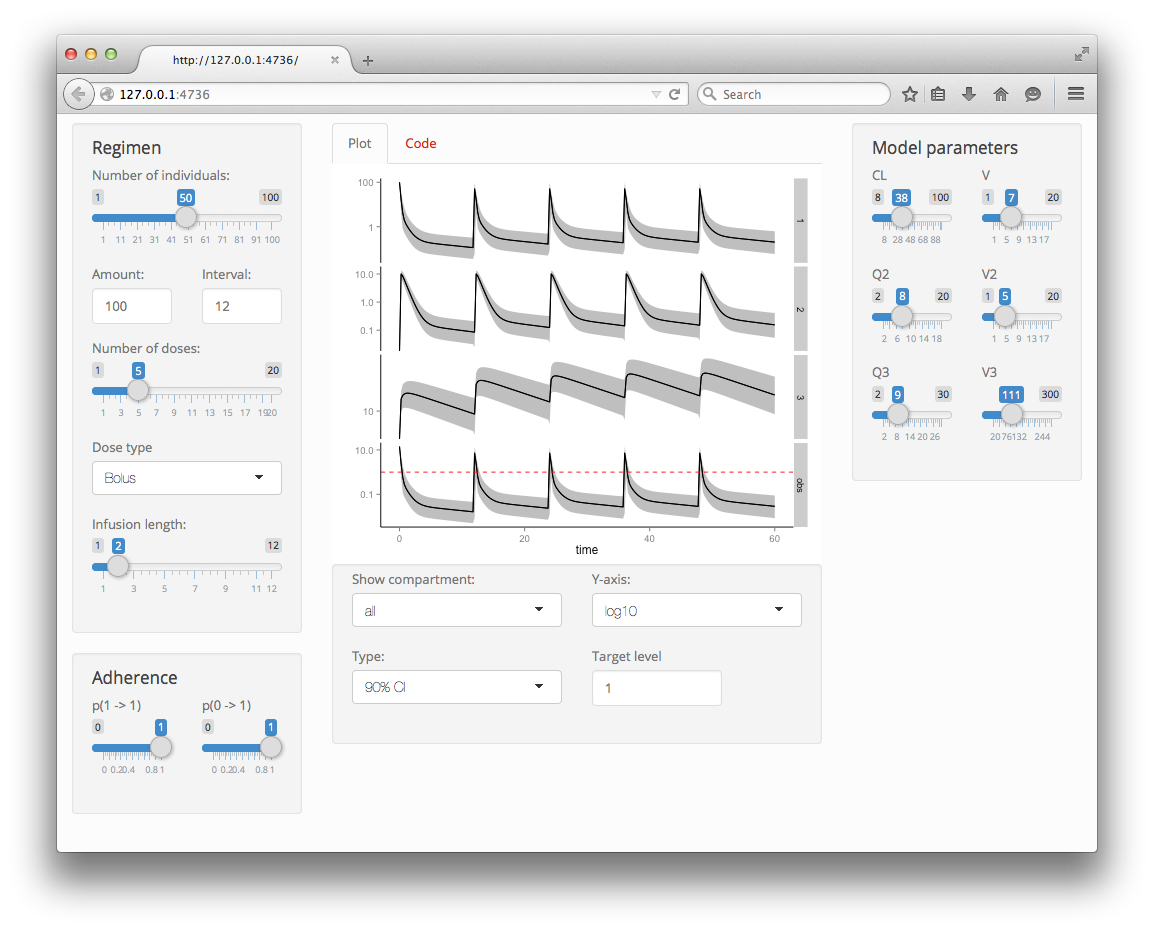 http://127.0.0.1:4736/
127.0.0.1:4736
Search
Regimen
Number of individuals:
1 50 100
1 11 21 31 41 51 61 71 81 91 100
Amount: Interval:
100 12
Number of doses:
1 5 20
1 3 5 7 9 11 13 15 17 19 20
Dose type
Bolus
Infusion length:
1 2 12
1 3 5 7 9 11 12
Adherence
p(1 -> 1) p(0 -> 1)
0 1 0 1
0 0.2 0.4 0.8 1 0 0.2 0.4 0.8 1
Plot Code
100
1
1
10.0
1.0
0.1
2
10
3
10.0
0.1
obs
0 20 40 60
time
Show compartment: Y-axis:
all log10
Type: Target level
90% CI 1
Model parameters
CL V
8 38 100 1 7 20
8 28 48 68 88 1 5 9 13 17
Q2 V2
2 8 20 1 5 20
2 6 10 14 18 1 5 9 13 17
Q3 V3
2 9 30 111 300
2 8 14 20 26 20 76 132 244